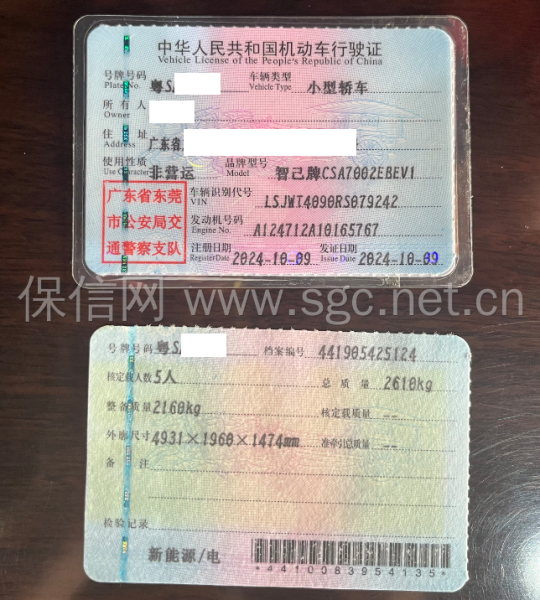 中华人民共和国机动车行驶证
Vehicle License of the People's Republic of China
号牌号码 粤S 车辆类型 小型轿车
Plate No. Vehicle Type
所有人
Owner
住址 广东省
Address
使用性质 非营运 品牌型号 智己牌CSA7002EBEV1
Use Character Model
广东省东莞
市公安局交
通警察支队
车辆识别代号 LSJWT4090RS079242
VIN
发动机号码 A124712A10165767
Engine No.
注册日期 2024-10-09 发证日期 2024-10-09
Register Date Issue Date
保信网 www.sgc.net.cn
号牌号码 粤S 档案编号 441905425124
核定载人数 5人 总质量 2610kg
整备质量 2160kg 核定载质量 --
外廓尺寸 4931×1960×1474mm 准牵引总质量 --
备注
检验记录
新能源/电
*4410083954135*